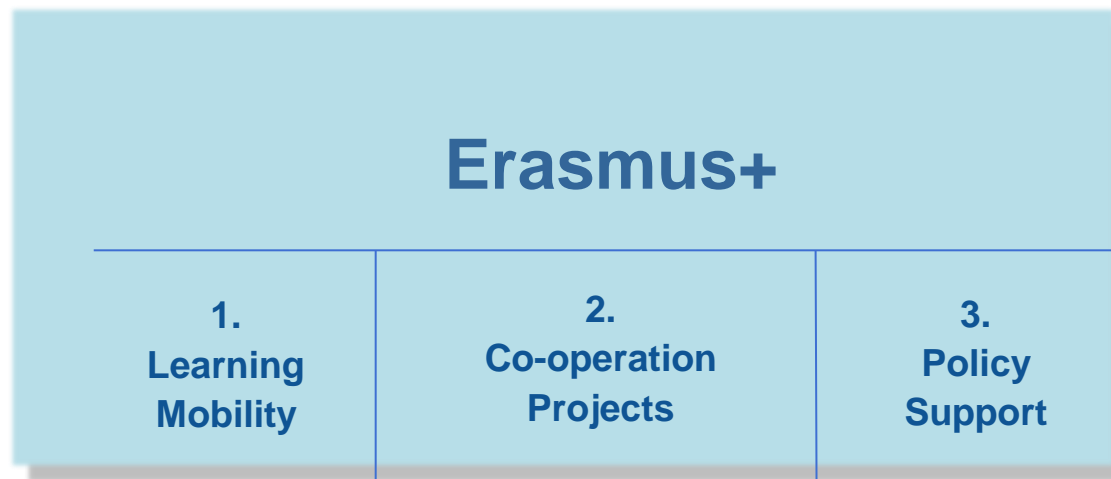 Erasmus+
1.
Learning
Mobility
2.
Co-operation
Projects
3.
Policy
Support